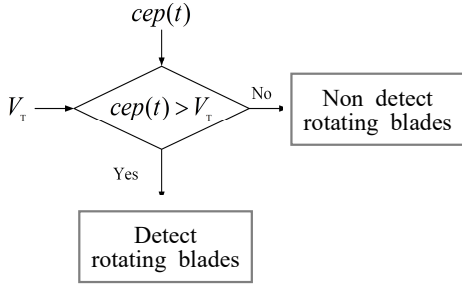 cep(t)
V_T
cep(t) > V_T
No
Non detect
rotating blades
Yes
Detect
rotating blades